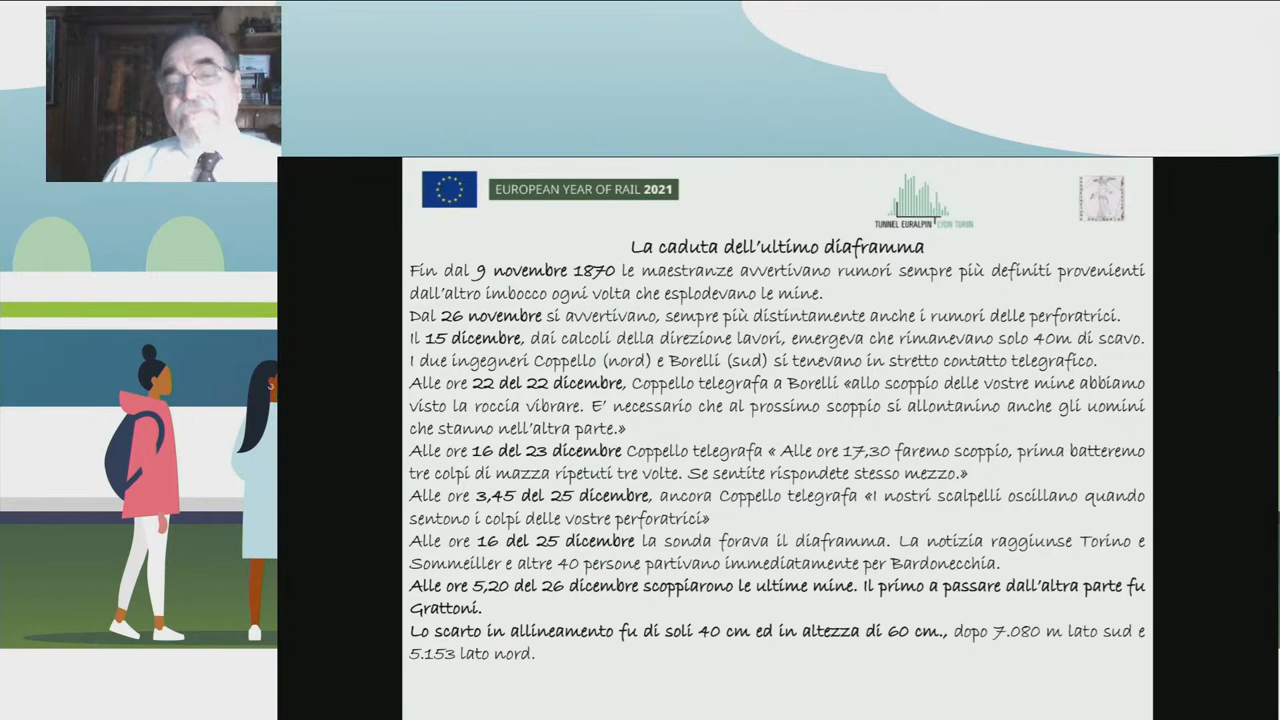 EUROPEAN YEAR OF RAIL 2021
TUNNEL EURALPIN LYON TURIN
La caduta dell'ultimo diaframma
Fin dal 9 novembre 1870 le maestranze avvertivano rumori sempre più definiti provenienti
dall'altro imbocco ogni volta che esplodevano le mine.
Dal 26 novembre si avvertivano, sempre più distintamente anche i rumori delle perforatrici.
Il 15 dicembre, dai calcoli della direzione lavori, emergeva che rimanevano solo 40m di scavo.
I due ingegneri Coppello (nord) e Borelli (sud) si tenevano in stretto contatto telegrafico.
Alle ore 22 del 22 dicembre, Coppello telegrafa a Borelli «allo scoppio delle vostre mine abbiamo
visto la roccia vibrare. E' necessario che al prossimo scoppio si allontanino anche gli uomini
che stanno nell'altra parte.»
Alle ore 16 del 23 dicembre Coppello telegrafa « Alle ore 17,30 faremo scoppio, prima batteremo
tre colpi di mazza ripetuti tre volte. Se sentite rispondete stesso mezzo.»
Alle ore 3,45 del 25 dicembre, ancora Coppello telegrafa «I nostri scalpelli oscillano quando
sentono i colpi delle vostre perforatrici»
Alle ore 16 del 25 dicembre la sonda forava il diaframma. La notizia raggiunse Torino e
Sommeiller e altre 40 persone partivano immediatamente per Bardonecchia.
Alle ore 5,20 del 26 dicembre scoppiarono le ultime mine. Il primo a passare dall'altra parte fu
Grattoni.
Lo scarto in allineamento fu di soli 40 cm ed in altezza di 60 cm., dopo 7.080 m lato sud e
5.153 lato nord.